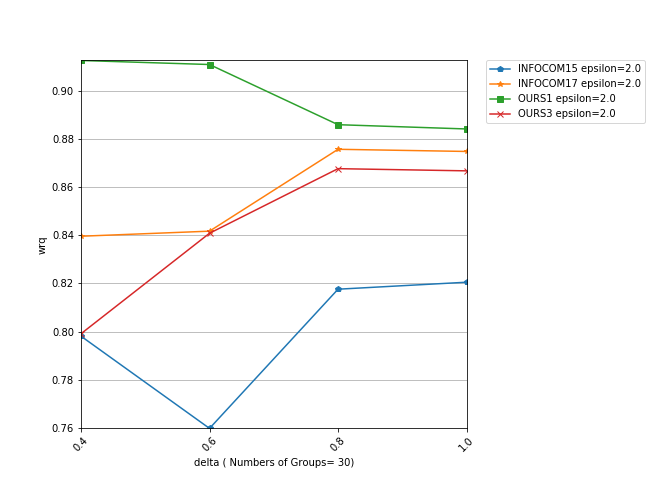 INFOCOM15 epsilon=2.0
INFOCOM17 epsilon=2.0
OURS1 epsilon=2.0
OURS3 epsilon=2.0
0.90
0.88
0.86
0.84
0.82
0.80
0.78
0.76
wrq
0.4
0.6
0.8
1.0
delta ( Numbers of Groups= 30)